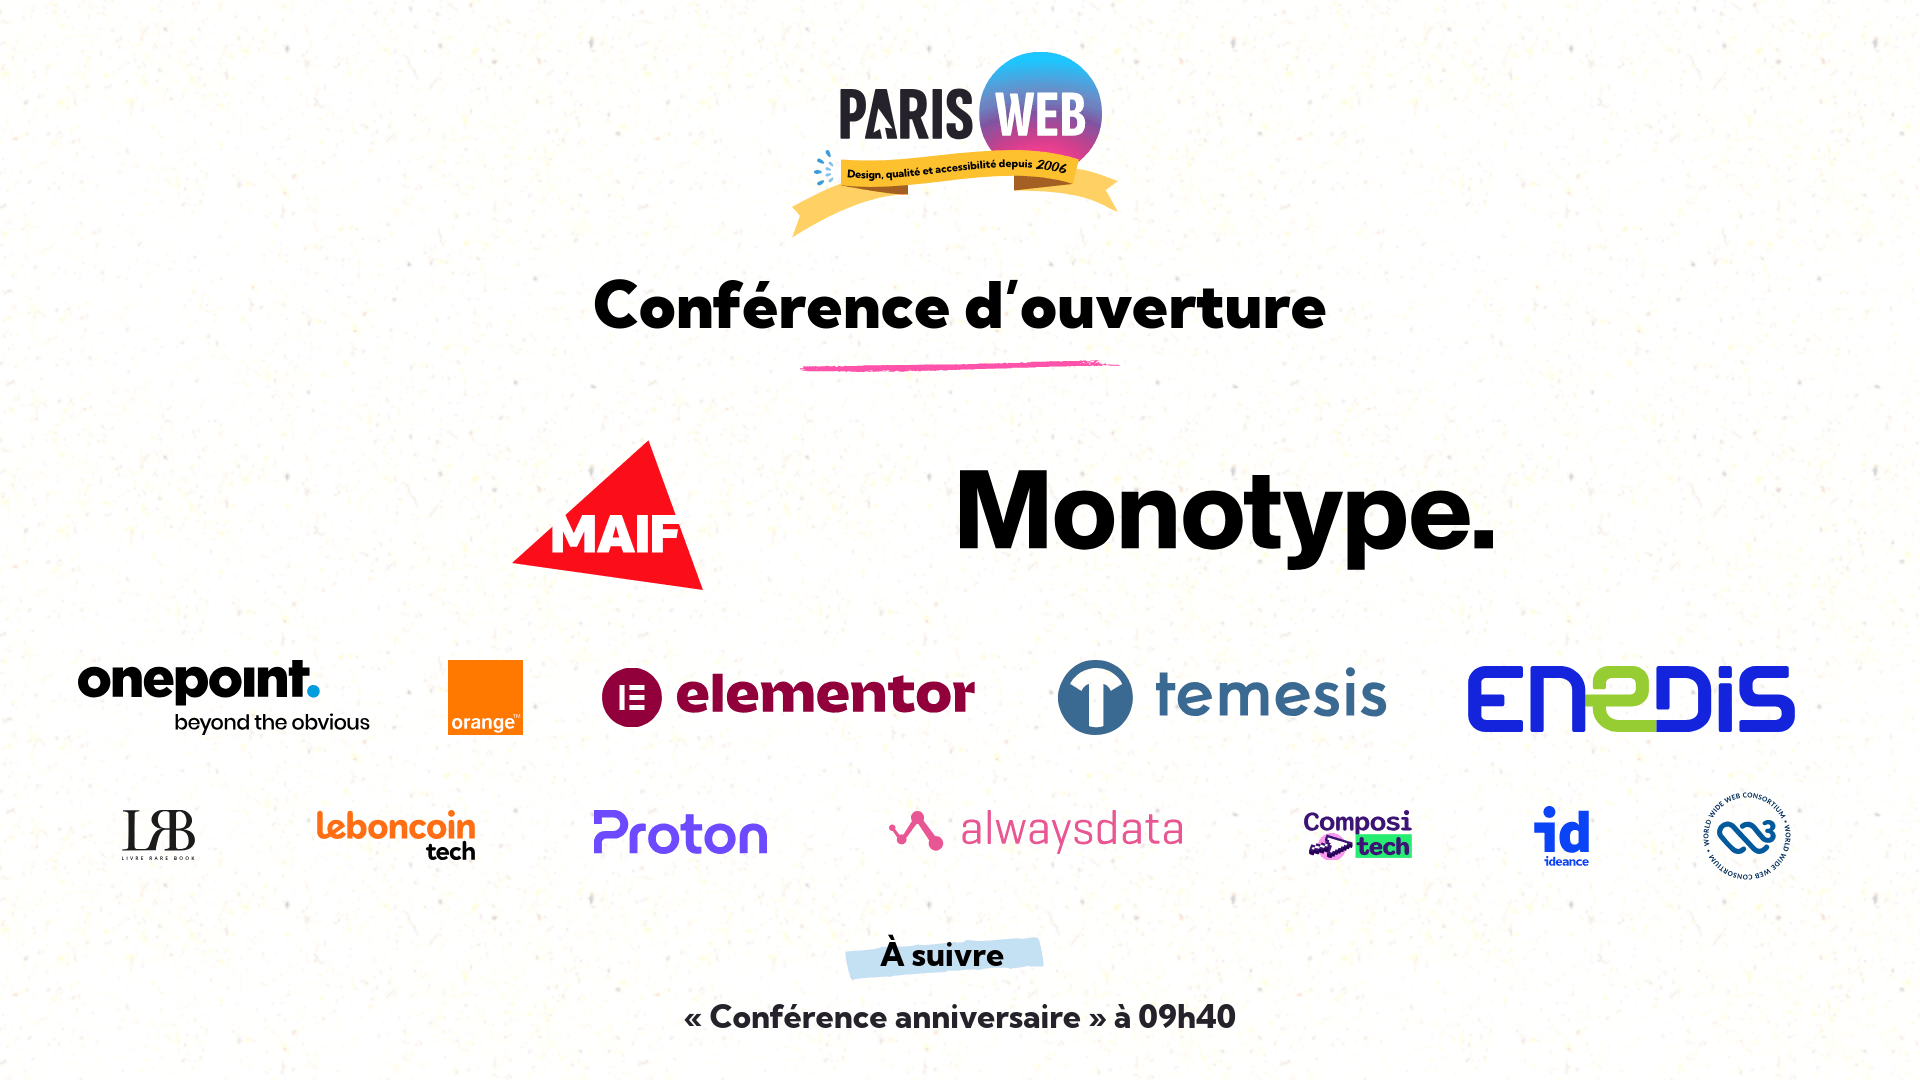 PARIS WEB
Design, qualité et accessibilité depuis 2006
Conférence d’ouverture
MAIF
Monotype.
onepoint.
beyond the obvious
orange™
elementor
temesis
ENEDIS
LRB
LIVRE RARE BOOK
leboncoin
tech
Proton
alwaysdata
Composi
tech
id
ideance
WORLD WIDE WEB CONSORTIUM • WORLD WIDE WEB CONSORTIUM •
3
À suivre
« Conférence anniversaire » à 09h40